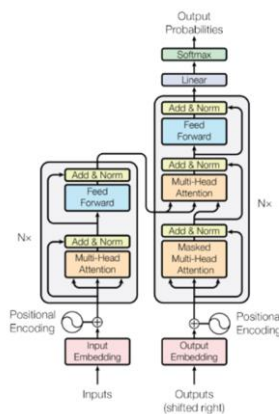 Output
Probabilities
Softmax
Linear
Add & Norm
Feed
Forward
Add & Norm
Multi-Head
Attention
Nx
Add & Norm
Masked
Multi-Head
Attention
Positional
Encoding
Output
Embedding
Outputs
(shifted right)
Add & Norm
Feed
Forward
Nx
Add & Norm
Multi-Head
Attention
Positional
Encoding
Input
Embedding
Inputs